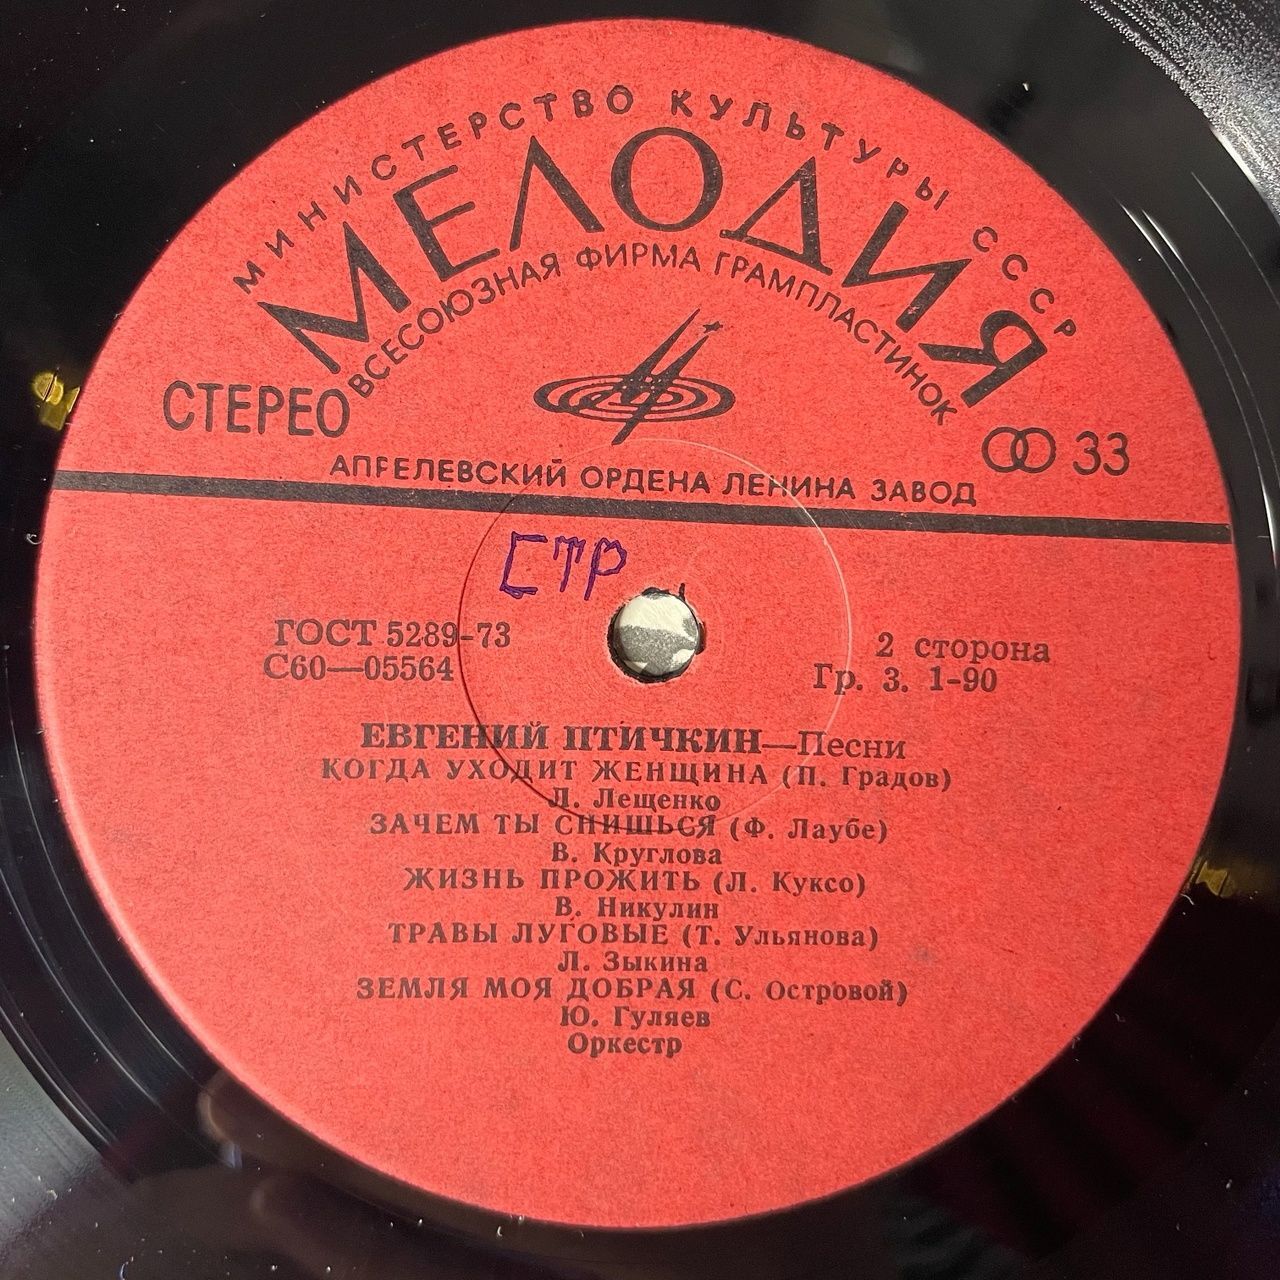 МИНИСТЕРСТВО КУЛЬТУРЫ СССР
МЕЛОДИЯ
ВСЕСОЮЗНАЯ ФИРМА ГРАМПЛАСТИНОК
СТЕРЕО
33
АПРЕЛЕВСКИЙ ОРДЕНА ЛЕНИНА ЗАВОД
СТР
ГОСТ 5289-73
С60—05564
2 сторона
Гр. 3. 1-90
ЕВГЕНИЙ ПТИЧКИН—Песни
КОГДА УХОДИТ ЖЕНЩИНА (П. Градов)
Л. Лещенко
ЗАЧЕМ ТЫ СНИШЬСЯ (Ф. Лаубе)
В. Круглова
ЖИЗНЬ ПРОЖИТЬ (Л. Куксо)
В. Никулин
ТРАВЫ ЛУГОВЫЕ (Т. Ульянова)
Л. Зыкина
ЗЕМЛЯ МОЯ ДОБРАЯ (С. Островой)
Ю. Гуляев
Оркестр